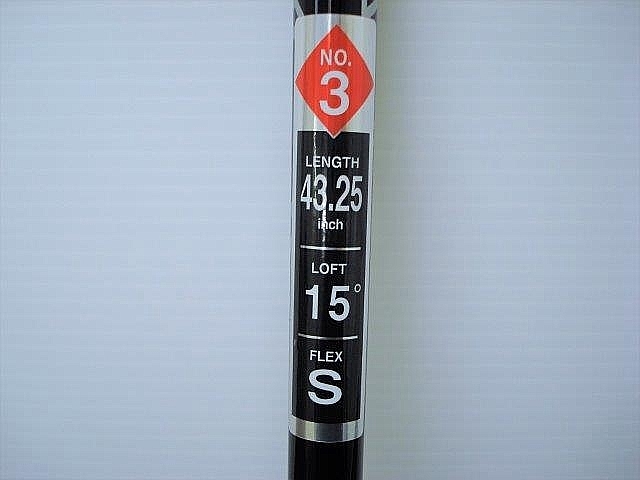 NO.
3
LENGTH
43.25
inch
LOFT
15°
FLEX
S